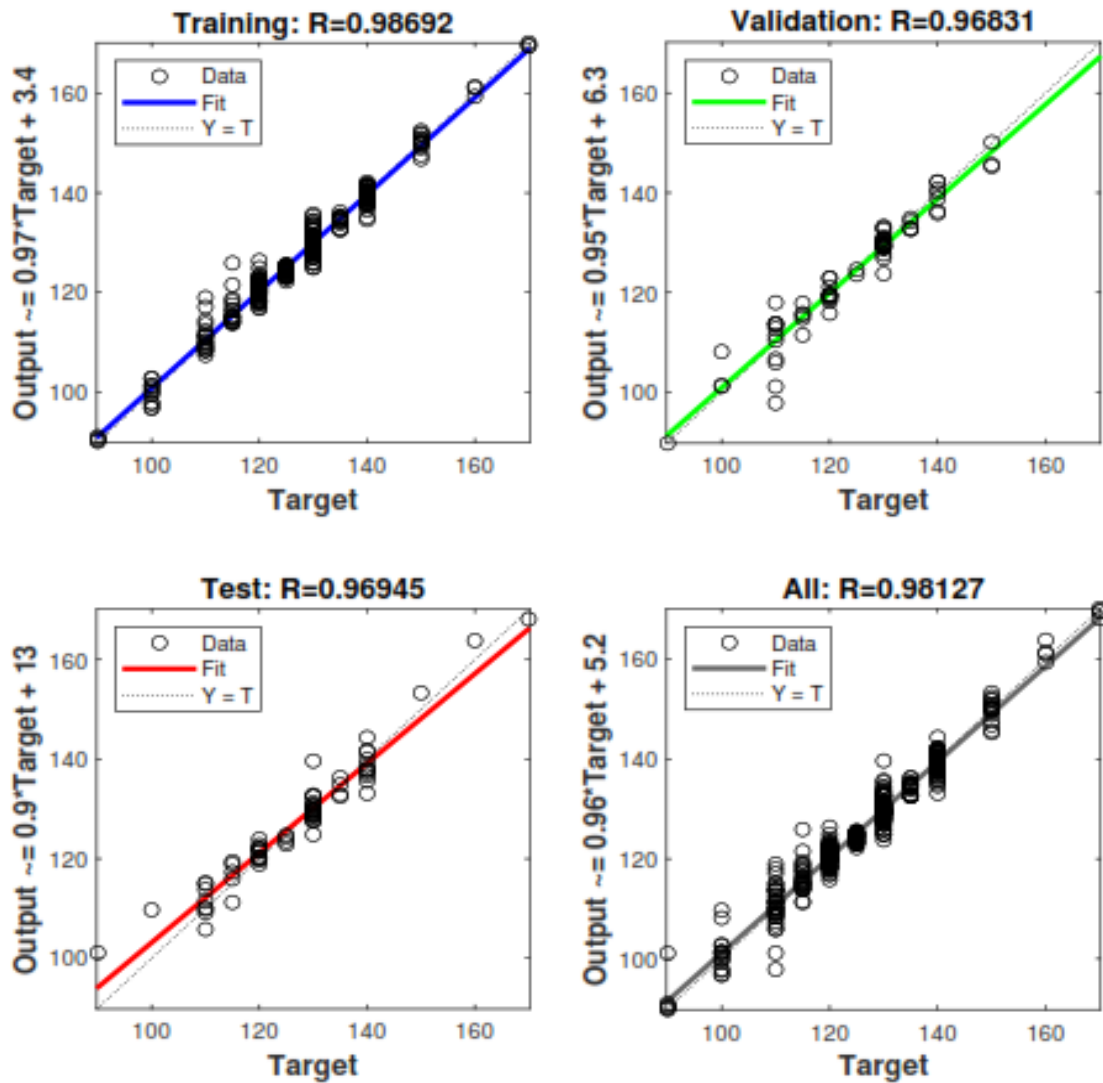 Training: R=0.98692
Output ~= 0.97*Target + 3.4
Data
Fit
Y = T
160
140
120
100
100 120 140 160
Target
Validation: R=0.96831
Output ~= 0.95*Target + 6.3
Data
Fit
Y = T
160
140
120
100
100 120 140 160
Target
Test: R=0.96945
Output ~= 0.9*Target + 13
Data
Fit
Y = T
160
140
120
100
100 120 140 160
Target
All: R=0.98127
Output ~= 0.96*Target + 5.2
Data
Fit
Y = T
160
140
120
100
100 120 140 160
Target